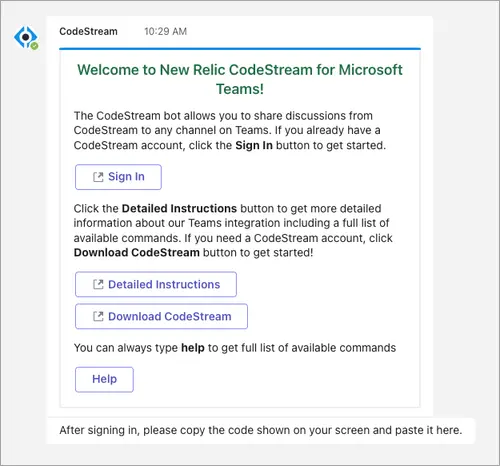 CodeStream 10:29 AM
Welcome to New Relic CodeStream for Microsoft
Teams!
The CodeStream bot allows you to share discussions from
CodeStream to any channel on Teams. If you already have a
CodeStream account, click the Sign In button to get started.
Sign In
Click the Detailed Instructions button to get more detailed
information about our Teams integration including a full list of
available commands. If you need a CodeStream account, click
Download CodeStream button to get started!
Detailed Instructions
Download CodeStream
You can always type help to get full list of available commands
Help
After signing in, please copy the code shown on your screen and paste it here.